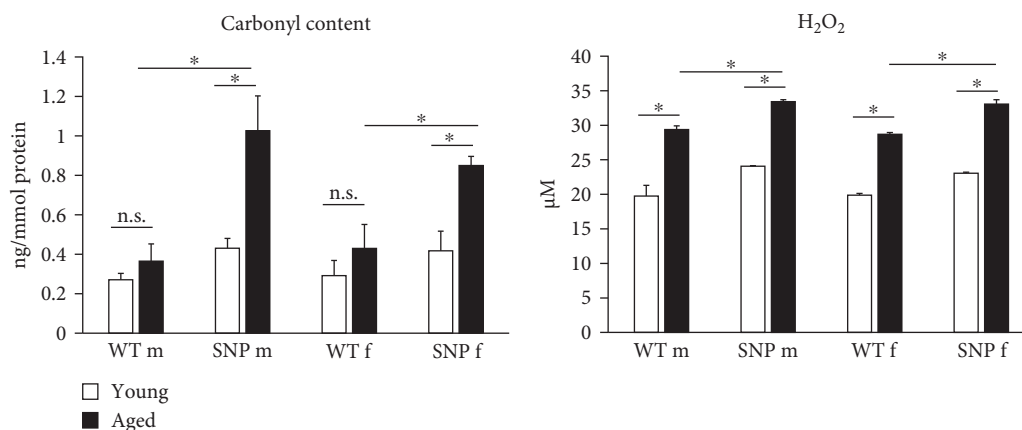 Carbonyl content
ng/mmol protein
1.4
1.2
1
0.8
0.6
0.4
0.2
0
n.s.
*
*
n.s.
*
*
WT m SNP m WT f SNP f
Young
Aged
H₂O₂
µM
40
35
30
25
20
15
10
5
0
*
*
*
*
*
*
WT m SNP m WT f SNP f